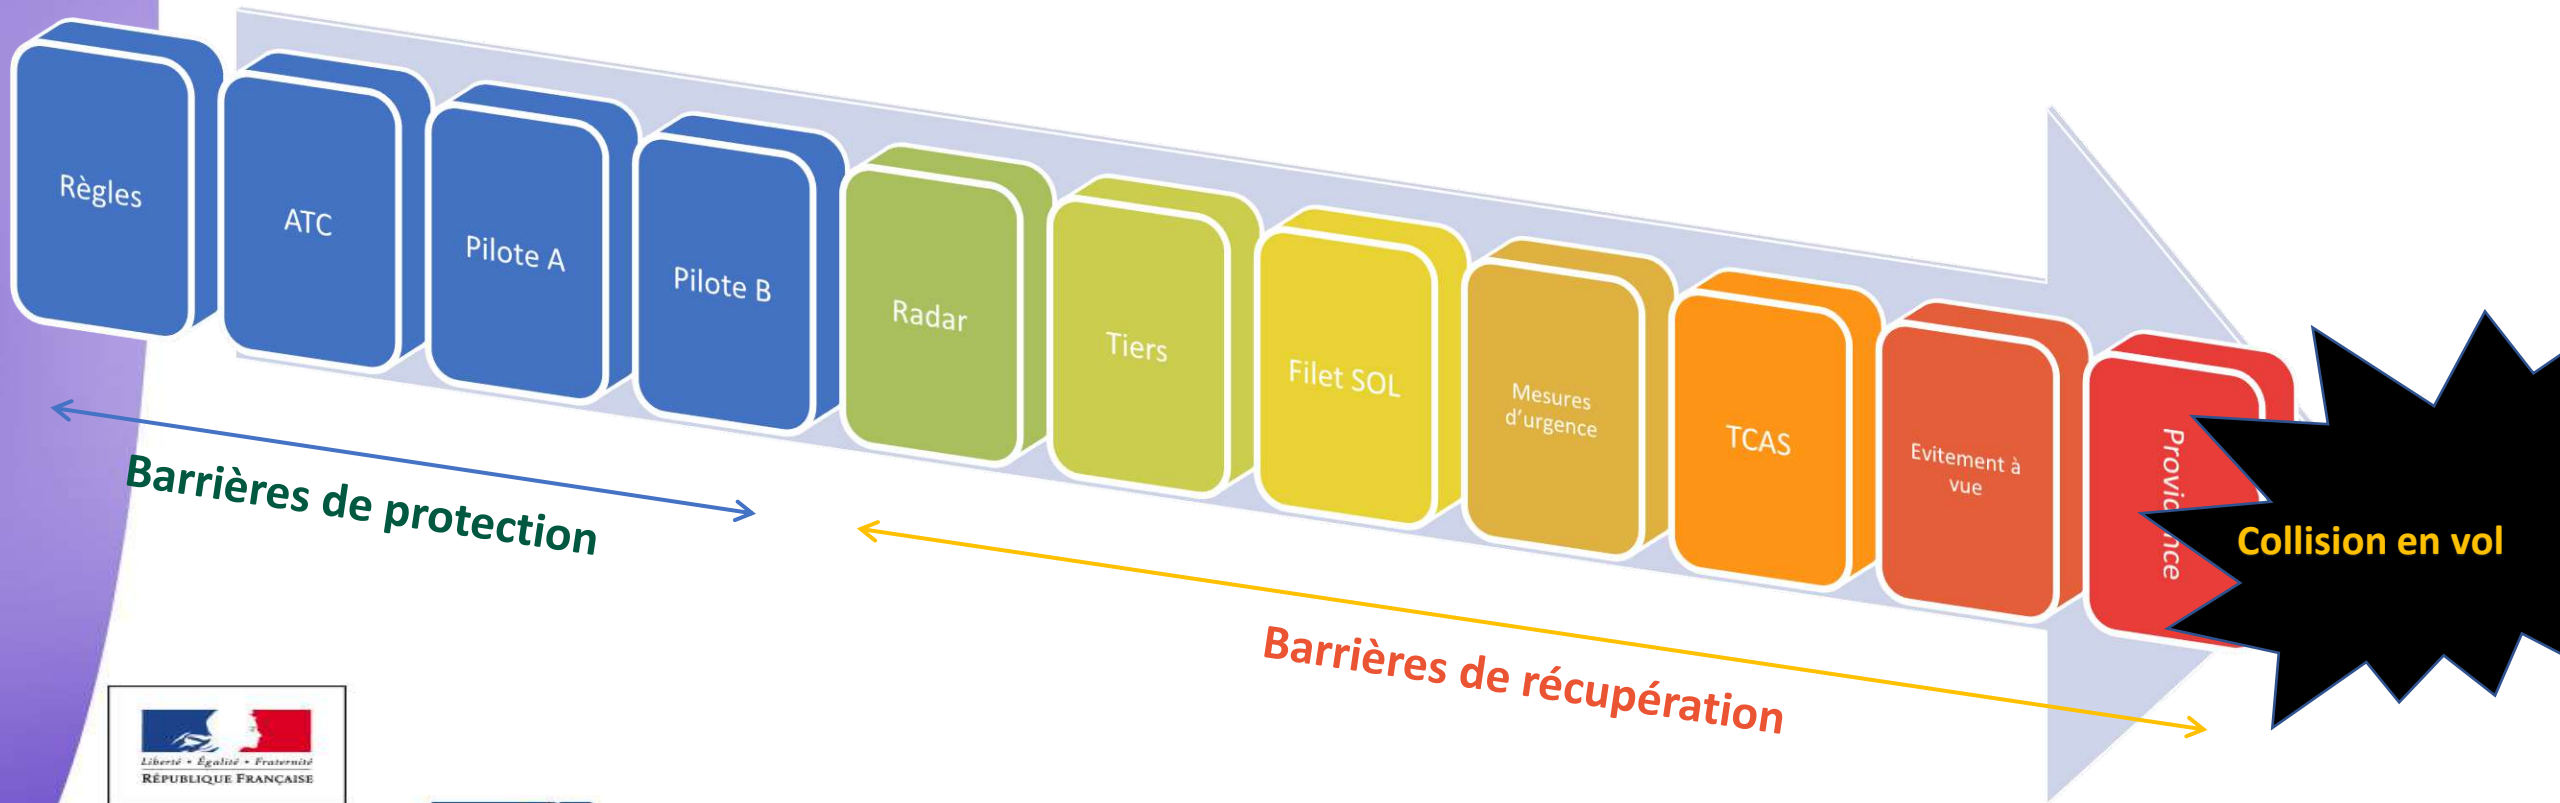 Règles
ATC
Pilote A
Pilote B
Radar
Tiers
Filet SOL
Mesures
d'urgence
TCAS
Evitement à
vue
Collision en vol
Barrières de protection
Barrières de récupération
Liberté • Égalité • Fraternité
RÉPUBLIQUE FRANÇAISE